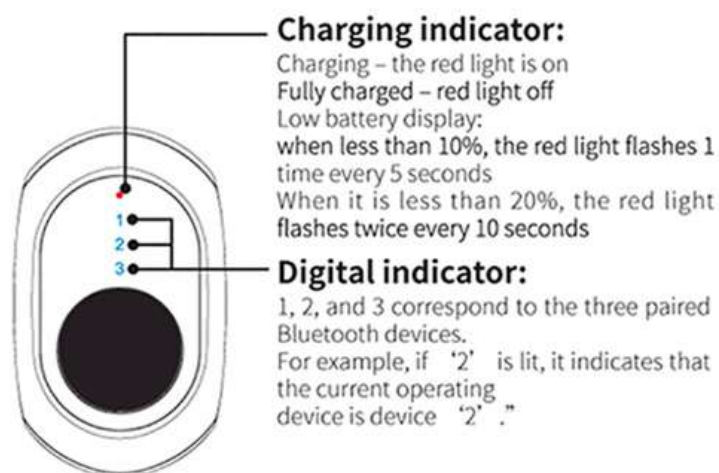 Charging indicator:
Charging – the red light is on
Fully charged – red light off
Low battery display:
when less than 10%, the red light flashes 1
time every 5 seconds
When it is less than 20%, the red light
flashes twice every 10 seconds
1
2
3
Digital indicator:
1, 2, and 3 correspond to the three paired
Bluetooth devices.
For example, if ‘2’ is lit, it indicates that
the current operating
device is device ‘2’ .”